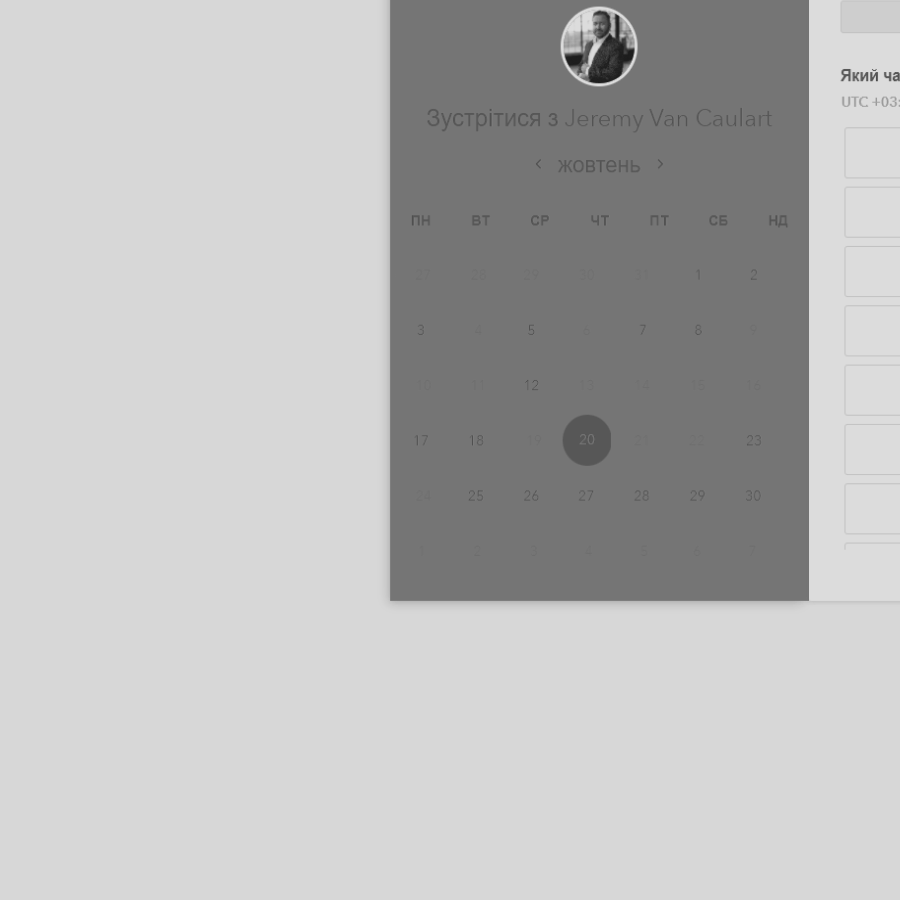 Зустрітися з Jeremy Van Caulart
‹ жовтень ›
ПН ВТ СР ЧТ ПТ СБ НД
27 28 29 30 31 1 2
3 4 5 6 7 8 9
10 11 12 13 14 15 16
17 18 19 20 21 22 23
24 25 26 27 28 29 30
1 2 3 4 5 6 7
Який ча
UTC +03: